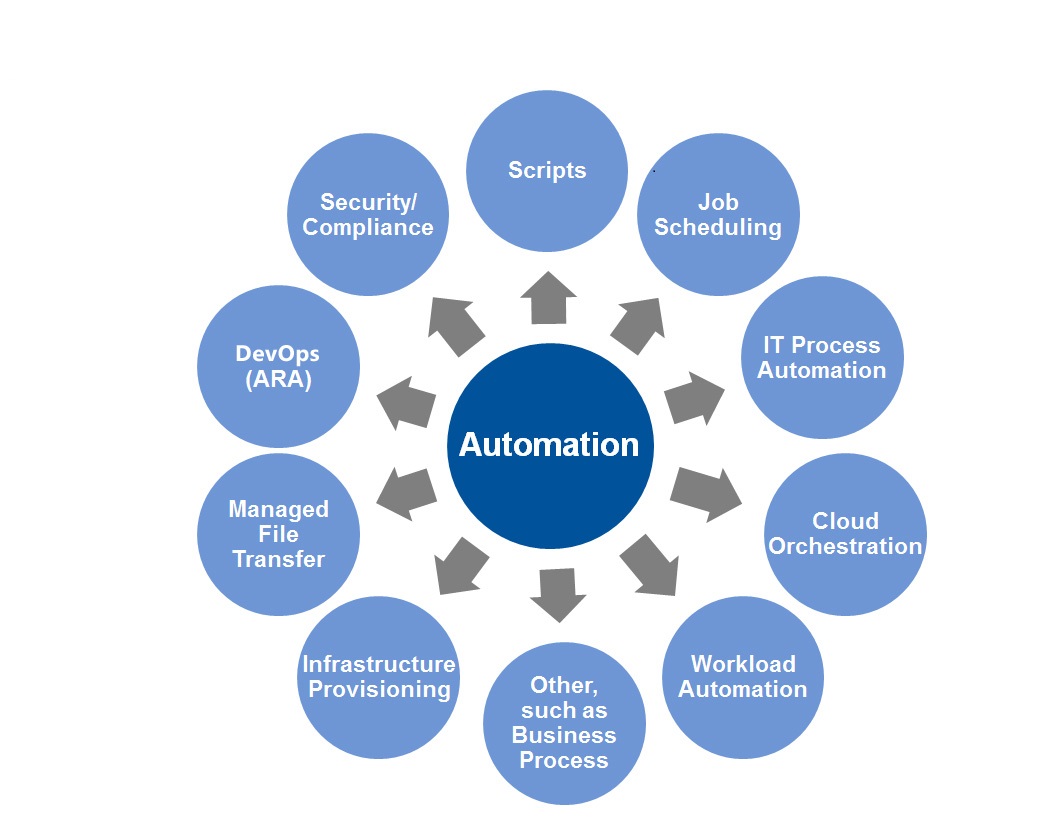 Scripts
Job
Scheduling
IT Process
Automation
Cloud
Orchestration
Workload
Automation
Other,
such as
Business
Process
Infrastructure
Provisioning
Managed
File
Transfer
DevOps
(ARA)
Security/
Compliance
Automation